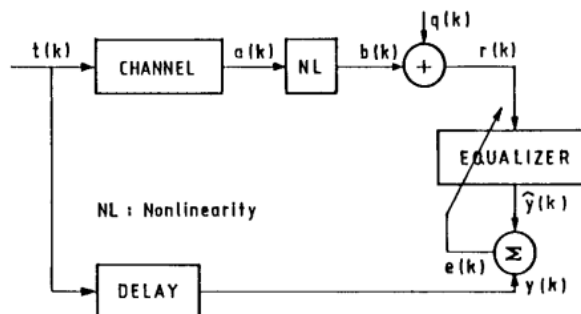 q(k)
t(k)
CHANNEL
a(k)
NL
b(k)
+
r(k)
EQUALIZER
NL : Nonlinearity
ŷ(k)
Σ
e(k)
DELAY
y(k)